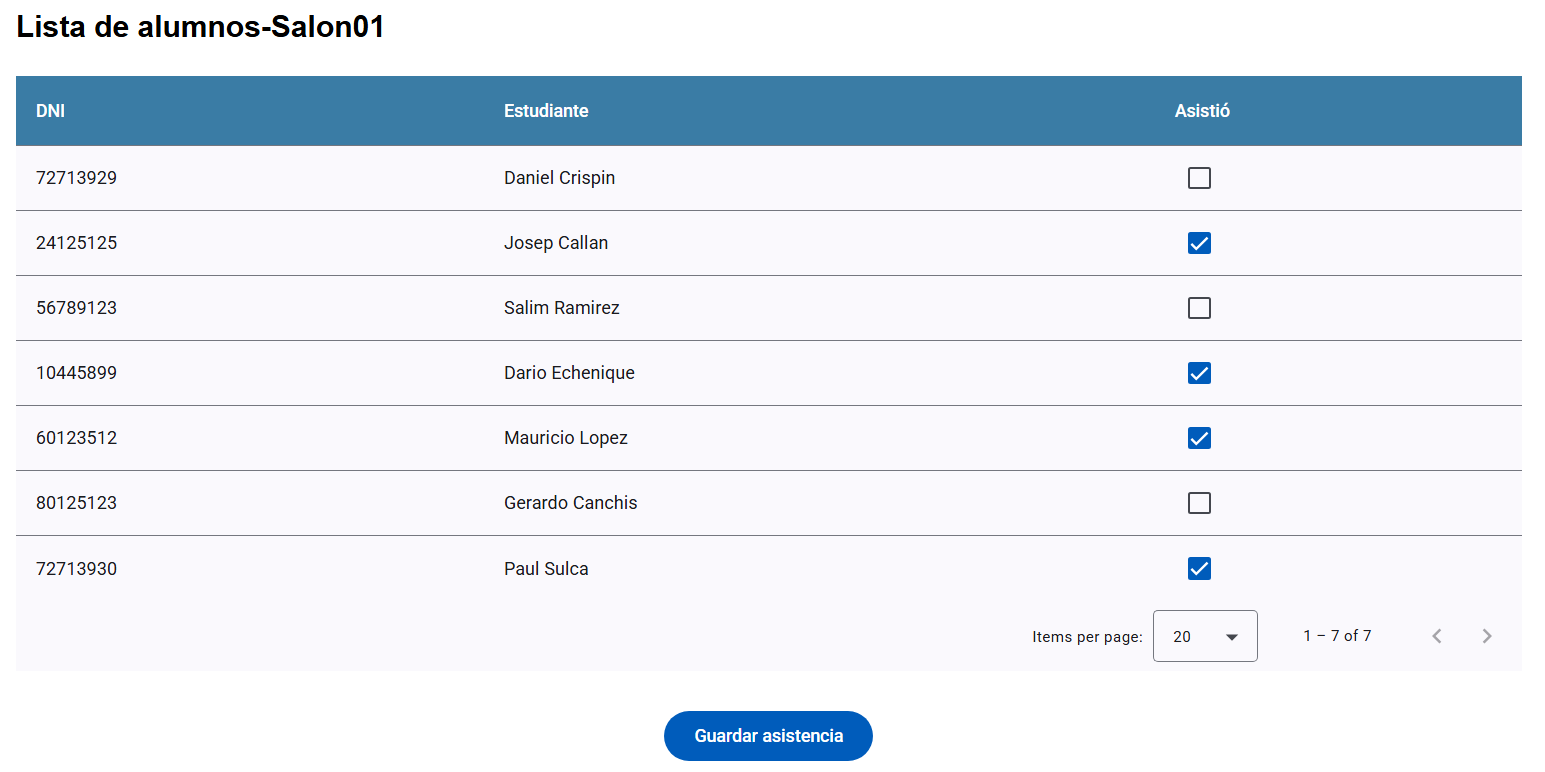 Lista de alumnos-Salon01
DNI Estudiante Asistió
72713929 Daniel Crispin
24125125 Josep Callan
56789123 Salim Ramirez
10445899 Dario Echenique
60123512 Mauricio Lopez
80125123 Gerardo Canchis
72713930 Paul Sulca
Items per page: 20 1 – 7 of 7
Guardar asistencia